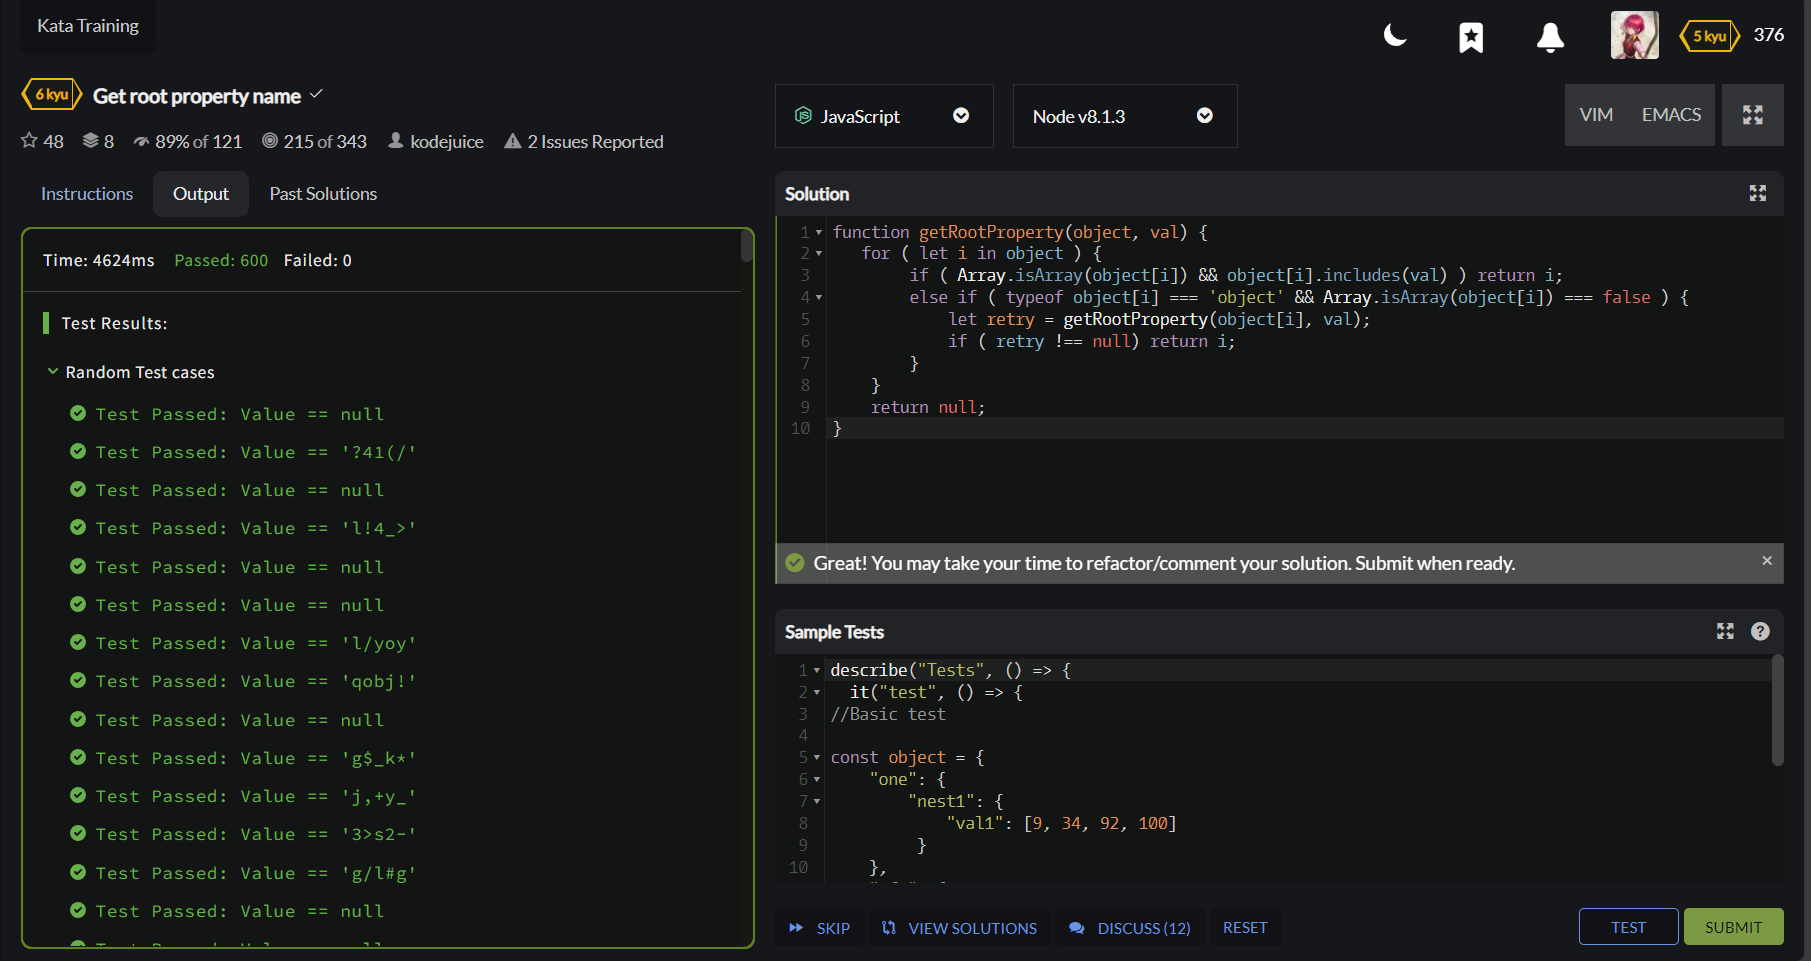 Kata Training
5 kyu 376
6 kyu Get root property name
48 8 89% of 121 215 of 343 kodejuice 2 Issues Reported
Instructions Output Past Solutions
Time: 4624ms Passed: 600 Failed: 0
Test Results:
Random Test cases
Test Passed: Value == null
Test Passed: Value == '?41(/'
Test Passed: Value == null
Test Passed: Value == 'l!4_>'
Test Passed: Value == null
Test Passed: Value == null
Test Passed: Value == 'l/yoy'
Test Passed: Value == 'qobj!'
Test Passed: Value == null
Test Passed: Value == 'g$_k*'
Test Passed: Value == 'j,+y_'
Test Passed: Value == '3>s2-'
Test Passed: Value == 'g/l#g'
Test Passed: Value == null
JavaScript Node v8.1.3 VIM EMACS
Solution
1 function getRootProperty(object, val) {
2 for ( let i in object ) {
3 if ( Array.isArray(object[i]) && object[i].includes(val) ) return i;
4 else if ( typeof object[i] === 'object' && Array.isArray(object[i]) === false ) {
5 let retry = getRootProperty(object[i], val);
6 if ( retry !== null) return i;
7 }
8 }
9 return null;
10 }
Great! You may take your time to refactor/comment your solution. Submit when ready.
Sample Tests
1 describe("Tests", () => {
2 it("test", () => {
3 //Basic test
4
5 const object = {
6 "one": {
7 "nest1": {
8 "val1": [9, 34, 92, 100]
9 }
10 },
SKIP VIEW SOLUTIONS DISCUSS (12) RESET TEST SUBMIT